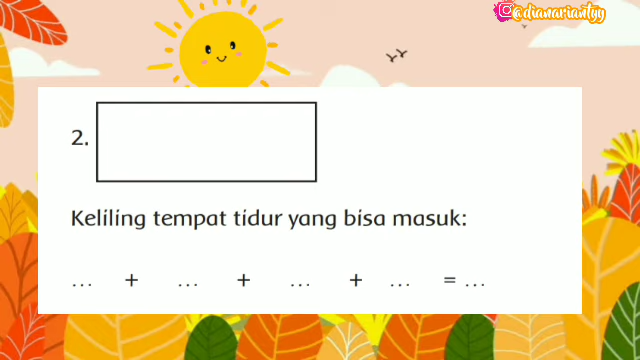 @dianariantyy
2.
Keliling tempat tidur yang bisa masuk:
... + ... + ... + ... = ...